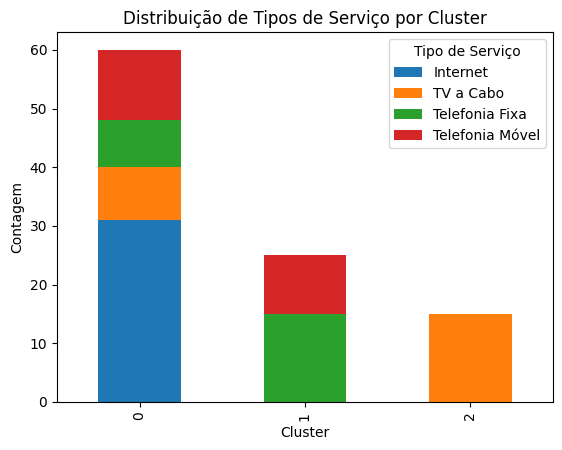 Distribuição de Tipos de Serviço por Cluster
Tipo de Serviço
Internet
TV a Cabo
Telefonia Fixa
Telefonia Móvel
Contagem
60
50
40
30
20
10
0
0
1
2
Cluster